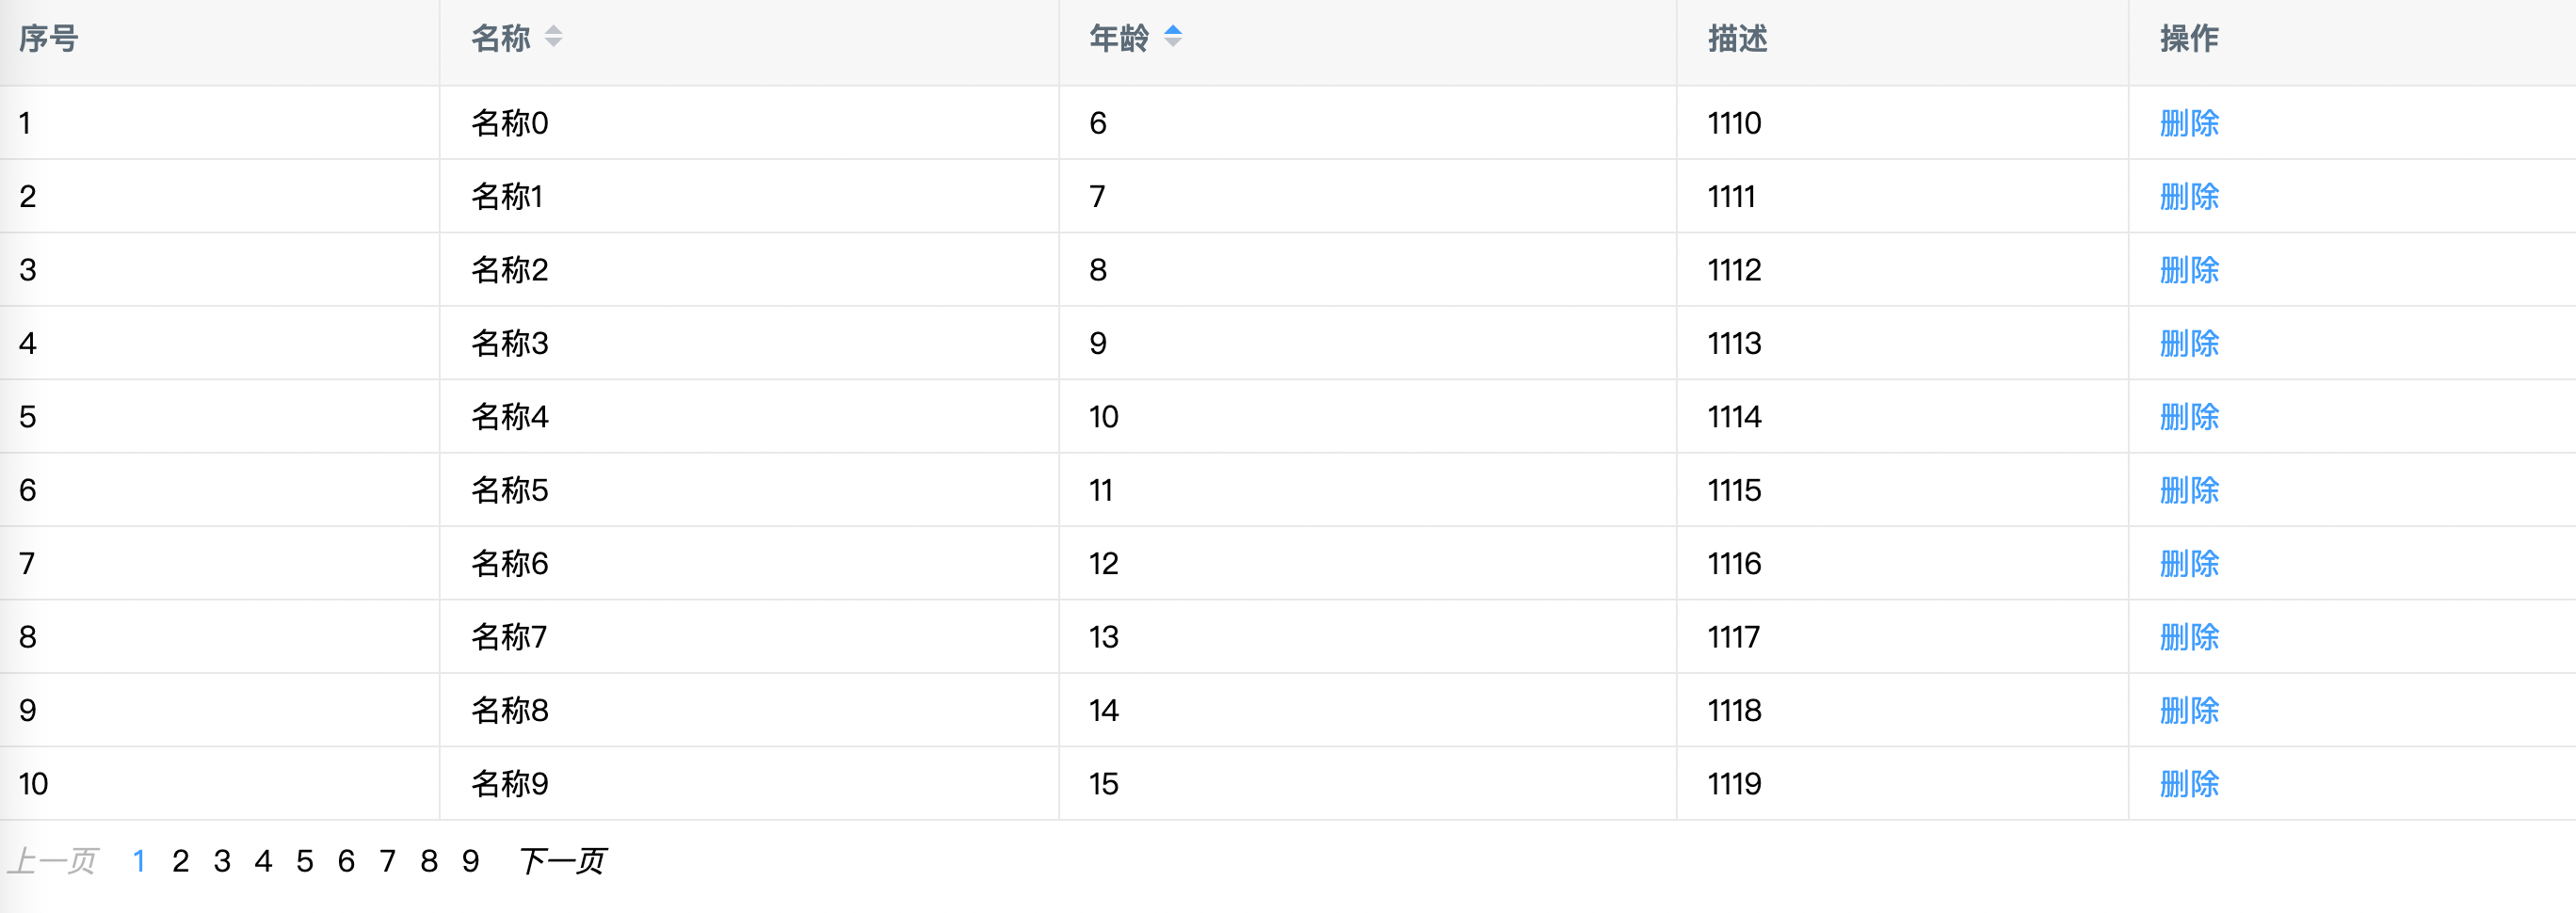 序号 名称 年龄 描述 操作
1 名称0 6 1110 删除
2 名称1 7 1111 删除
3 名称2 8 1112 删除
4 名称3 9 1113 删除
5 名称4 10 1114 删除
6 名称5 11 1115 删除
7 名称6 12 1116 删除
8 名称7 13 1117 删除
9 名称8 14 1118 删除
10 名称9 15 1119 删除
上一页 1 2 3 4 5 6 7 8 9 下一页